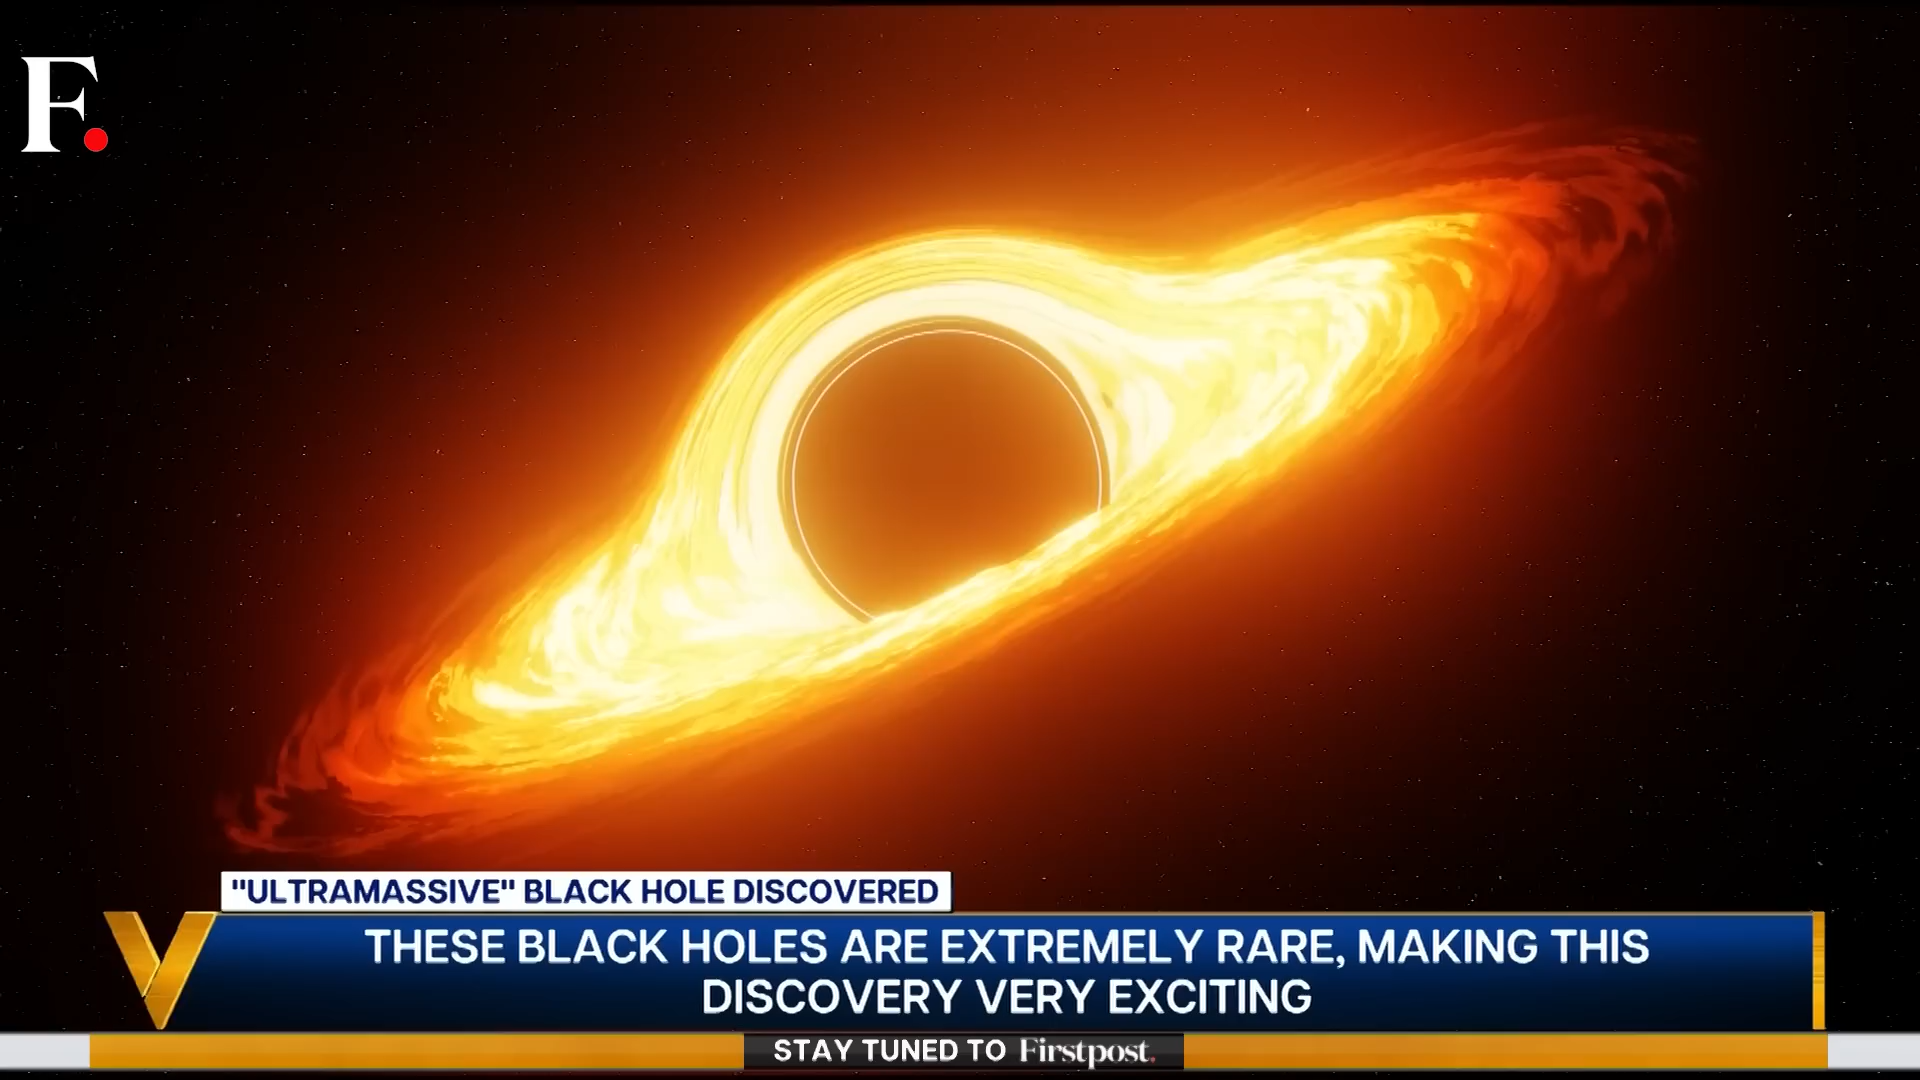 F.
"ULTRAMASSIVE" BLACK HOLE DISCOVERED
THESE BLACK HOLES ARE EXTREMELY RARE, MAKING THIS
DISCOVERY VERY EXCITING
STAY TUNED TO Firstpost.